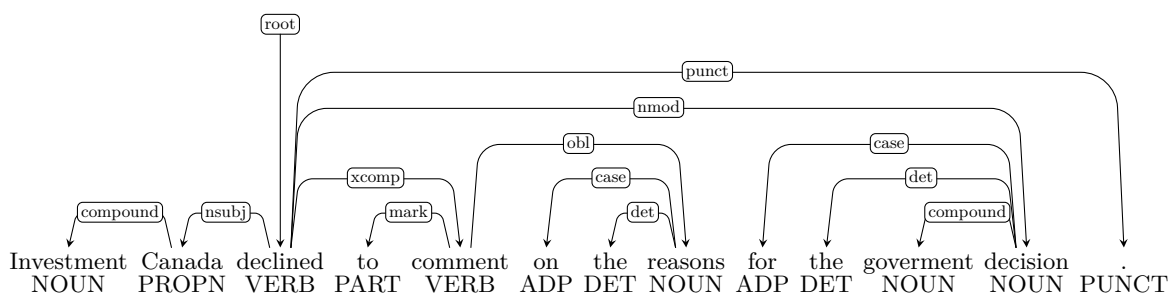 root
punct
nmod
obl case
xcomp case det
compound nsubj mark det compound
Investment Canada declined to comment on the reasons for the goverment decision .
NOUN PROPN VERB PART VERB ADP DET NOUN ADP DET NOUN NOUN PUNCT